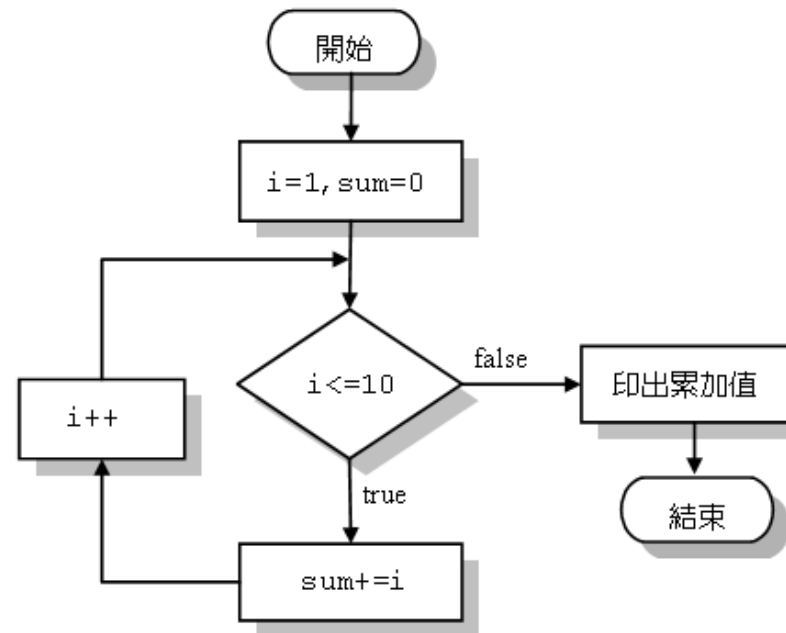 開始
i=1,sum=0
i<=10
false
印出累加值
i++
true
結束
sum+=i